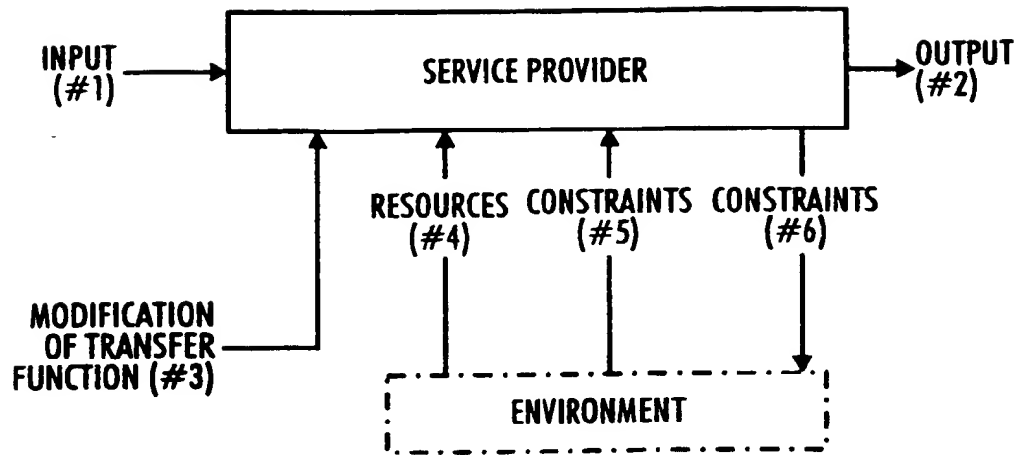 INPUT
(#1)
SERVICE PROVIDER
OUTPUT
(#2)
RESOURCES
(#4)
CONSTRAINTS
(#5)
CONSTRAINTS
(#6)
MODIFICATION
OF TRANSFER
FUNCTION (#3)
ENVIRONMENT